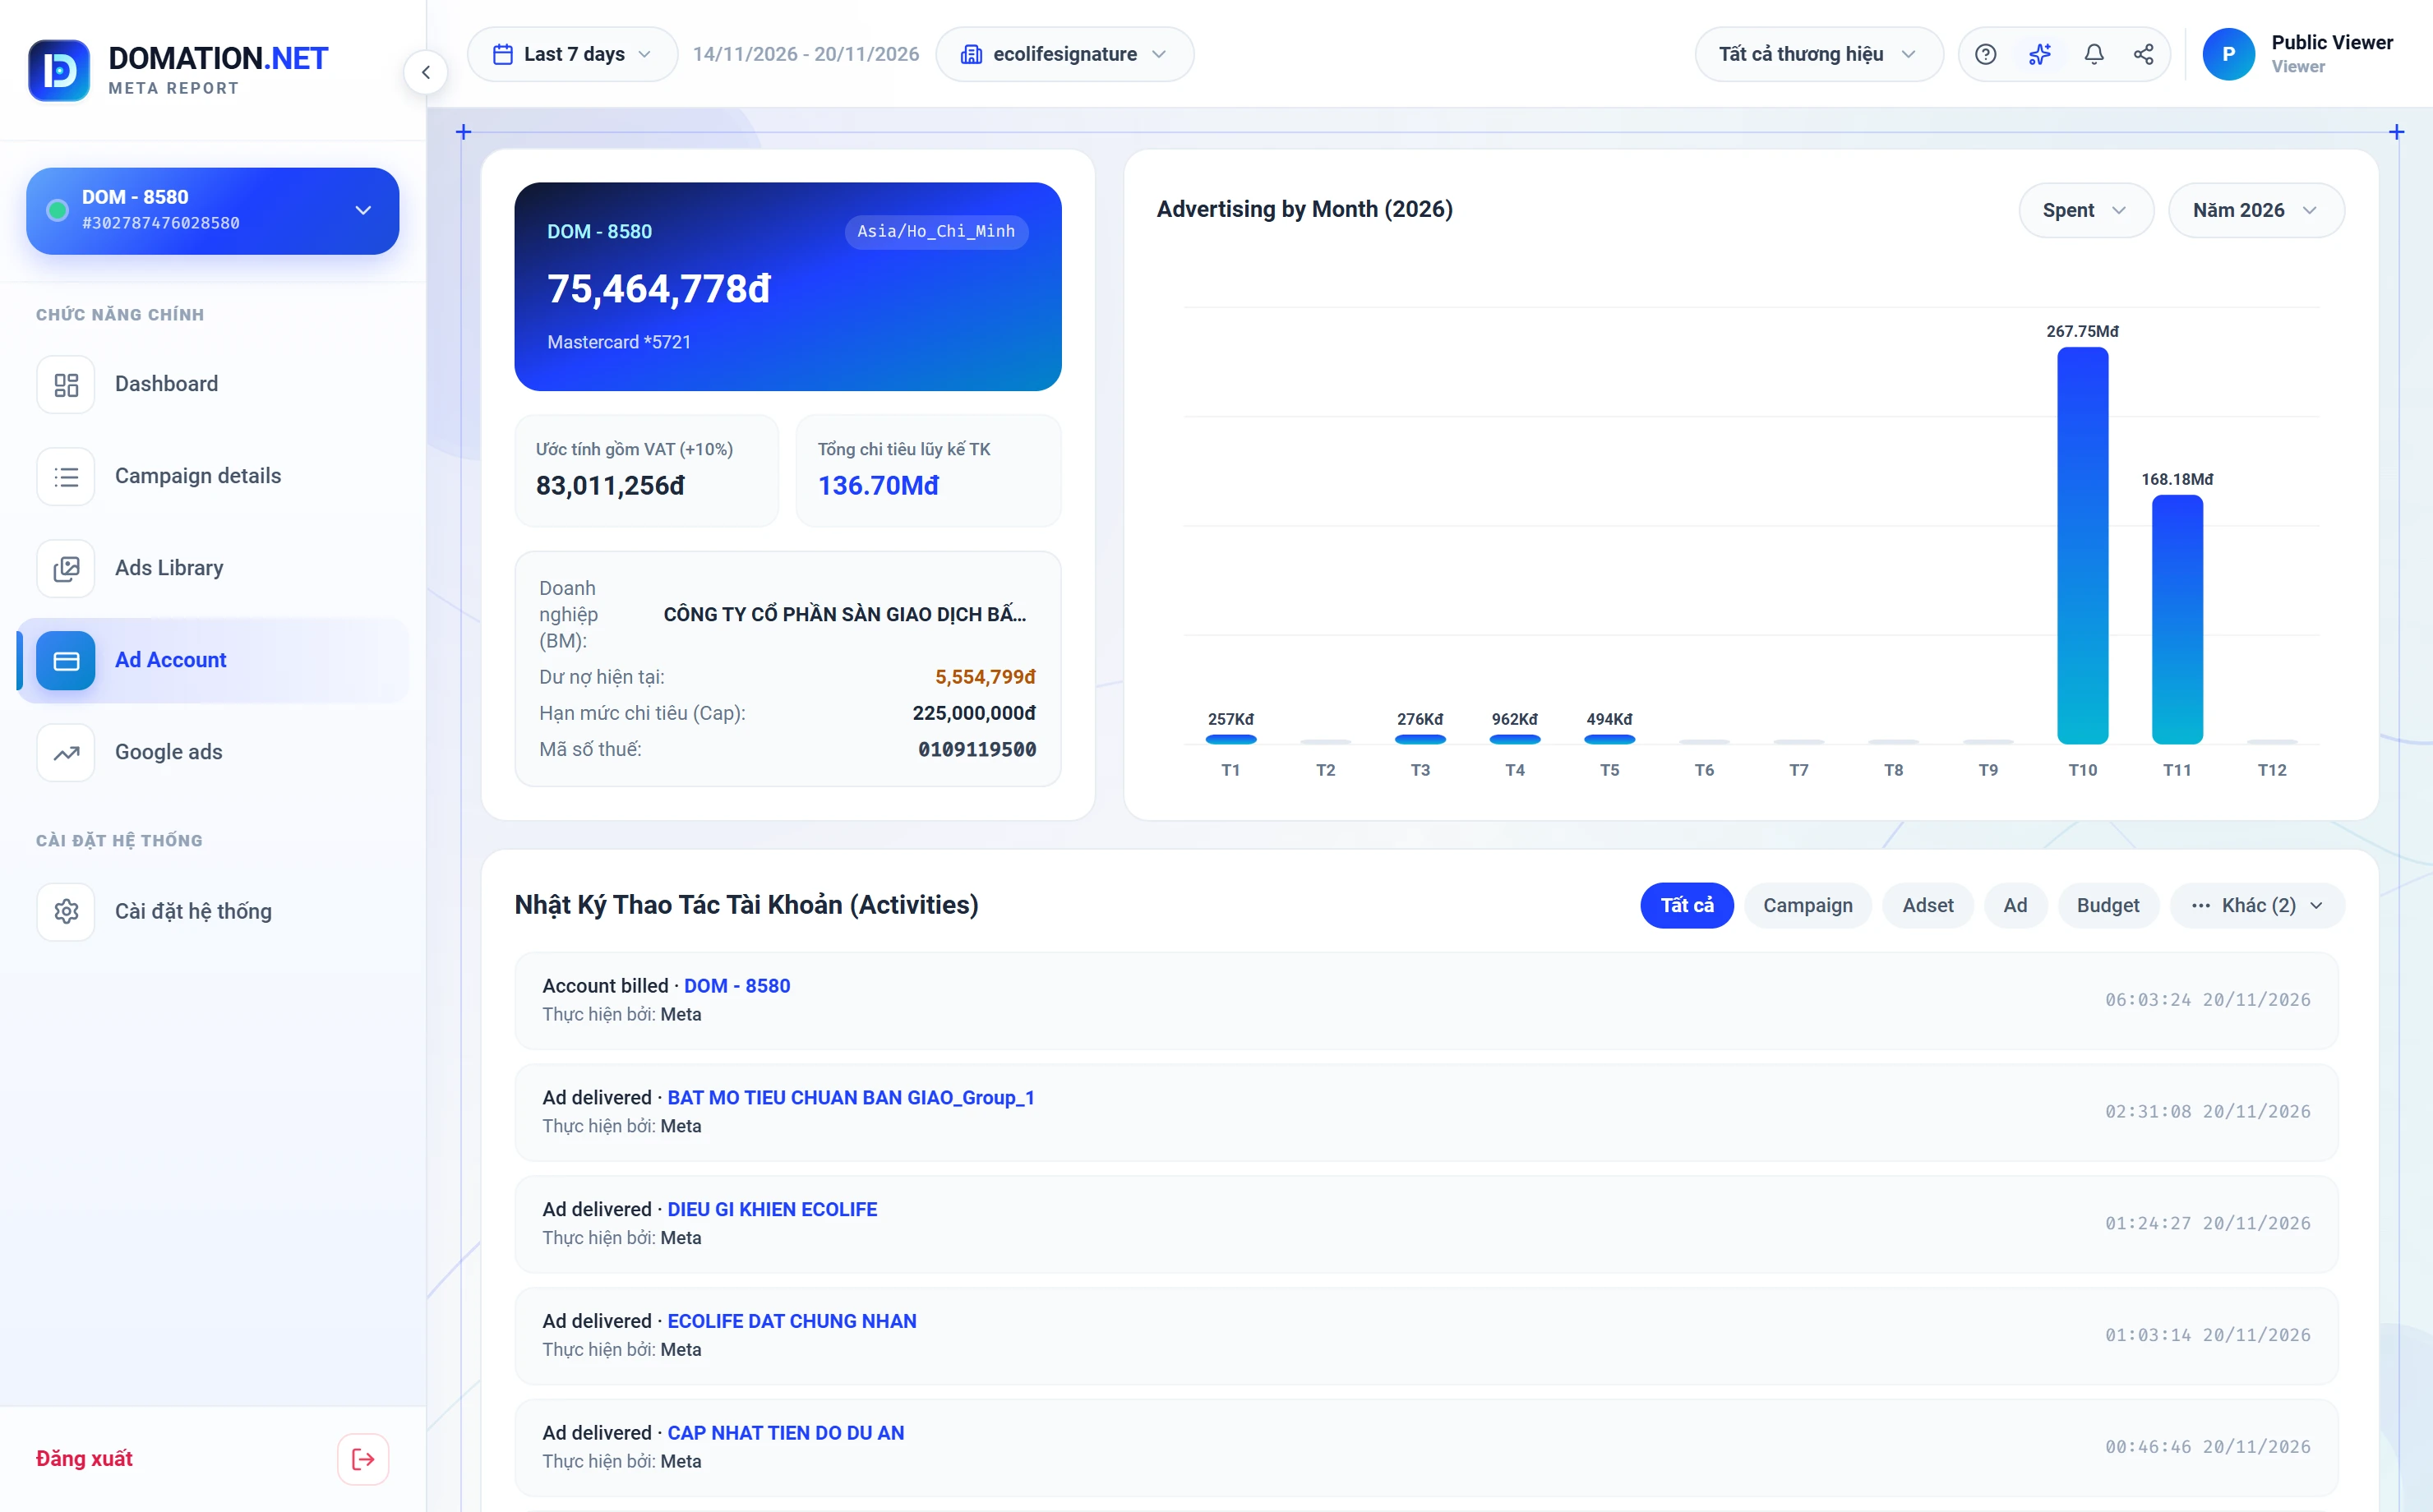 DOMATION.NET
META REPORT
DOM - 8580
#302787476028580
CHỨC NĂNG CHÍNH
Dashboard
Campaign details
Ads Library
Ad Account
Google ads
CÀI ĐẶT HỆ THỐNG
Cài đặt hệ thống
Đăng xuất
Last 7 days
14/11/2026 - 20/11/2026
ecolifesignature
Tất cả thương hiệu
P
Public Viewer
Viewer
DOM - 8580
Asia/Ho_Chi_Minh
75,464,778đ
Mastercard *5721
Ước tính gồm VAT (+10%)
83,011,256đ
Tổng chi tiêu lũy kế TK
136.70Mđ
Doanh nghiệp (BM):
CÔNG TY CỔ PHẦN SÀN GIAO DỊCH BẤ...
Dư nợ hiện tại:
5,554,799đ
Hạn mức chi tiêu (Cap):
225,000,000đ
Mã số thuế:
0109119500
Advertising by Month (2026)
Spent
Năm 2026
267.75Mđ
168.18Mđ
257Kđ
276Kđ
962Kđ
494Kđ
T1
T2
T3
T4
T5
T6
T7
T8
T9
T10
T11
T12
Nhật Ký Thao Tác Tài Khoản (Activities)
Tất cả
Campaign
Adset
Ad
Budget
Khác (2)
Account billed · DOM - 8580
Thực hiện bởi: Meta
06:03:24 20/11/2026
Ad delivered · BAT MO TIEU CHUAN BAN GIAO_Group_1
Thực hiện bởi: Meta
02:31:08 20/11/2026
Ad delivered · DIEU GI KHIEN ECOLIFE
Thực hiện bởi: Meta
01:24:27 20/11/2026
Ad delivered · ECOLIFE DAT CHUNG NHAN
Thực hiện bởi: Meta
01:03:14 20/11/2026
Ad delivered · CAP NHAT TIEN DO DU AN
Thực hiện bởi: Meta
00:46:46 20/11/2026